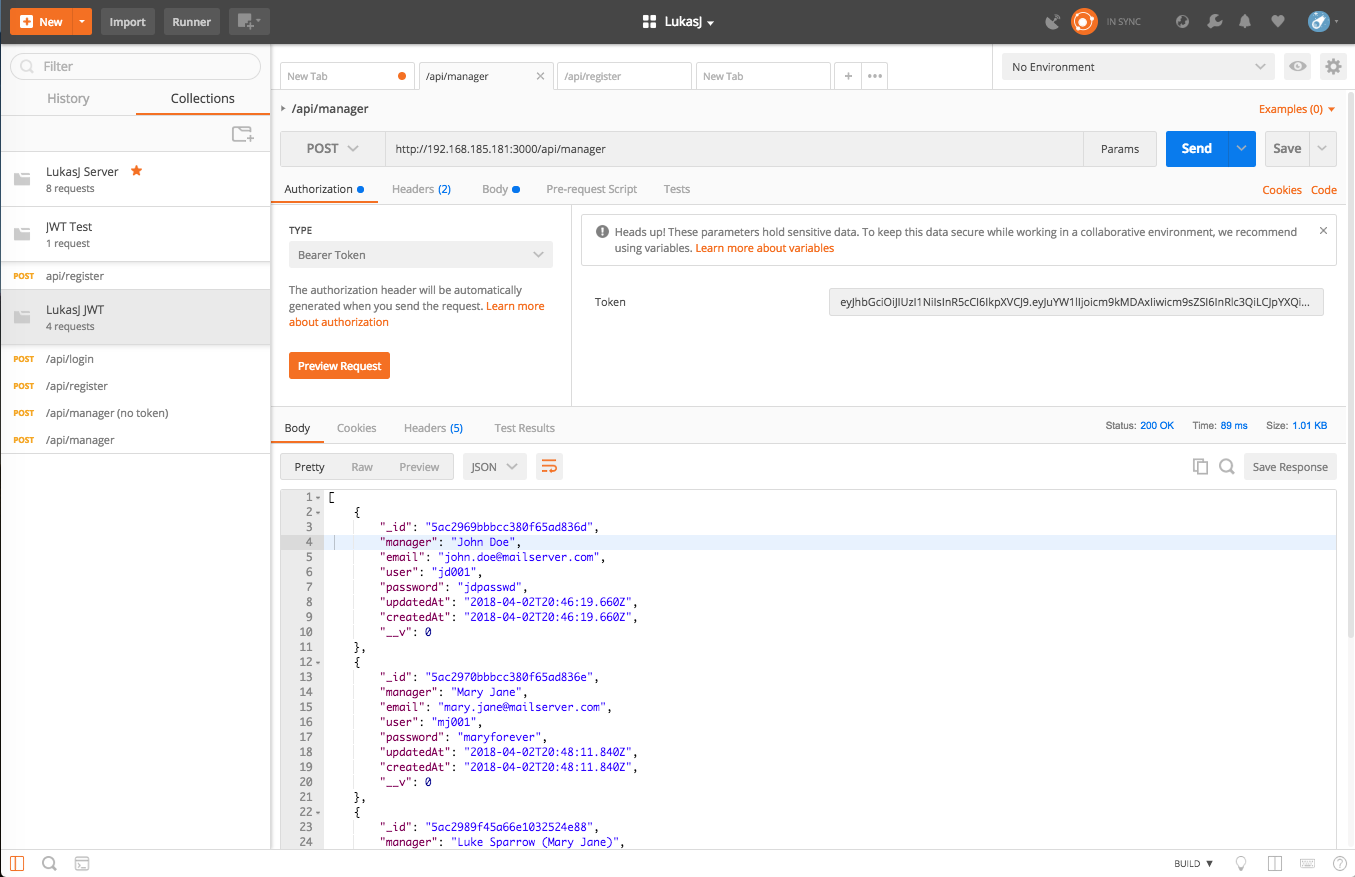 New Import Runner LukasJ IN SYNC
Filter
History Collections
LukasJ Server
8 requests
JWT Test
1 request
POST api/register
LukasJ JWT
4 requests
POST /api/login
POST /api/register
POST /api/manager (no token)
POST /api/manager
New Tab /api/manager /api/register New Tab
No Environment
/api/manager
Examples (0)
POST http://192.168.185.181:3000/api/manager Params Send Save
Authorization Headers (2) Body Pre-request Script Tests Cookies Code
TYPE
Bearer Token
The authorization header will be automatically
generated when you send the request. Learn more
about authorization
Preview Request
Heads up! These parameters hold sensitive data. To keep this data secure while working in a collaborative environment, we recommend
using variables. Learn more about variables
Token
Body Cookies Headers (5) Test Results Status: 200 OK Time: 89 ms Size: 1.01 KB
Pretty Raw Preview JSON Save Response
1 [
2 {
3 "_id": "5ac2969bbbcc380f65ad836d",
4 "manager": "John Doe",
5 "email": "john.doe@mailserver.com",
6 "user": "jd001",
7 "password": "jdpasswd",
8 "updatedAt": "2018-04-02T20:46:19.660Z",
9 "createdAt": "2018-04-02T20:46:19.660Z",
10 "__v": 0
11 },
12 {
13 "_id": "5ac2970bbbcc380f65ad836e",
14 "manager": "Mary Jane",
15 "email": "mary.jane@mailserver.com",
16 "user": "mj001",
17 "password": "maryforever",
18 "updatedAt": "2018-04-02T20:48:11.840Z",
19 "createdAt": "2018-04-02T20:48:11.840Z",
20 "__v": 0
21 },
22 {
23 "_id": "5ac2989f45a66e1032524e88",
24 "manager": "Luke Sparrow (Mary Jane)",
BUILD